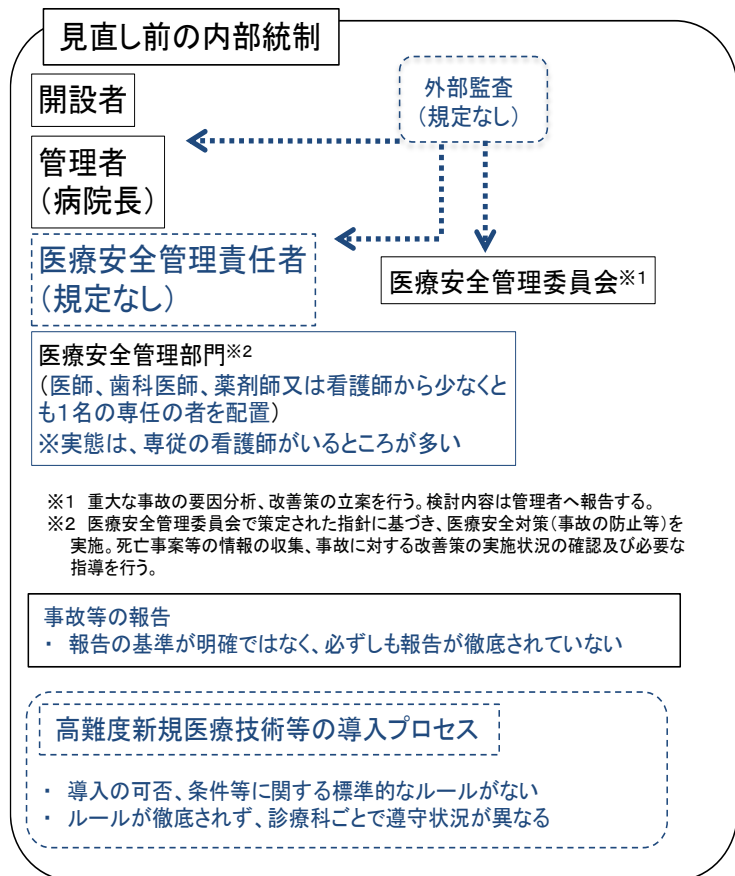 見直し前の内部統制
開設者
外部監査
(規定なし)
管理者
(病院長)
医療安全管理責任者
(規定なし)
医療安全管理委員会※1
医療安全管理部門※2
(医師、歯科医師、薬剤師又は看護師から少なくと
も1名の専任の者を配置)
※実態は、専従の看護師がいるところが多い
※1 重大な事故の要因分析、改善策の立案を行う。検討内容は管理者へ報告する。
※2 医療安全管理委員会で策定された指針に基づき、医療安全対策(事故の防止等)を
実施。死亡事案等の情報の収集、事故に対する改善策の実施状況の確認及び必要な
指導を行う。
事故等の報告
・ 報告の基準が明確ではなく、必ずしも報告が徹底されていない
高難度新規医療技術等の導入プロセス
・ 導入の可否、条件等に関する標準的なルールがない
・ ルールが徹底されず、診療科ごとで遵守状況が異なる